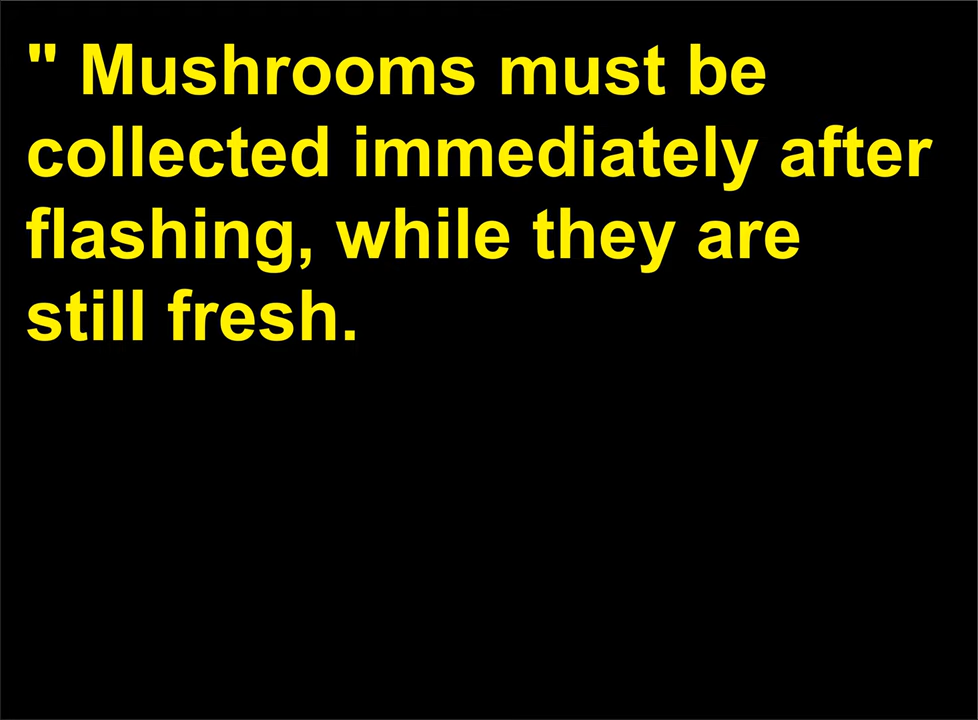 " Mushrooms must be
collected immediately after
flashing, while they are
still fresh.